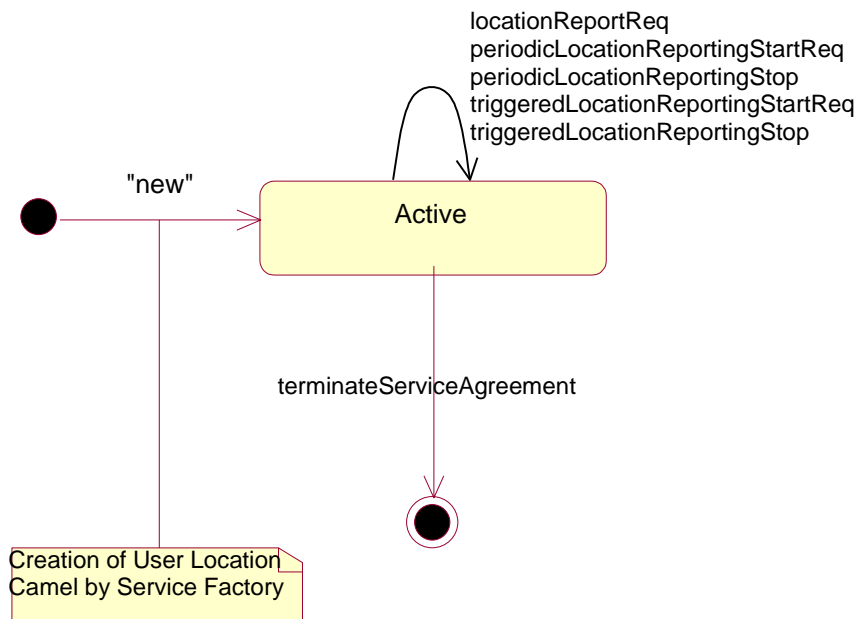 locationReportReq
periodicLocationReportingStartReq
periodicLocationReportingStop
triggeredLocationReportingStartReq
triggeredLocationReportingStop
"new"
Active
terminateServiceAgreement
Creation of User Location
Camel by Service Factory